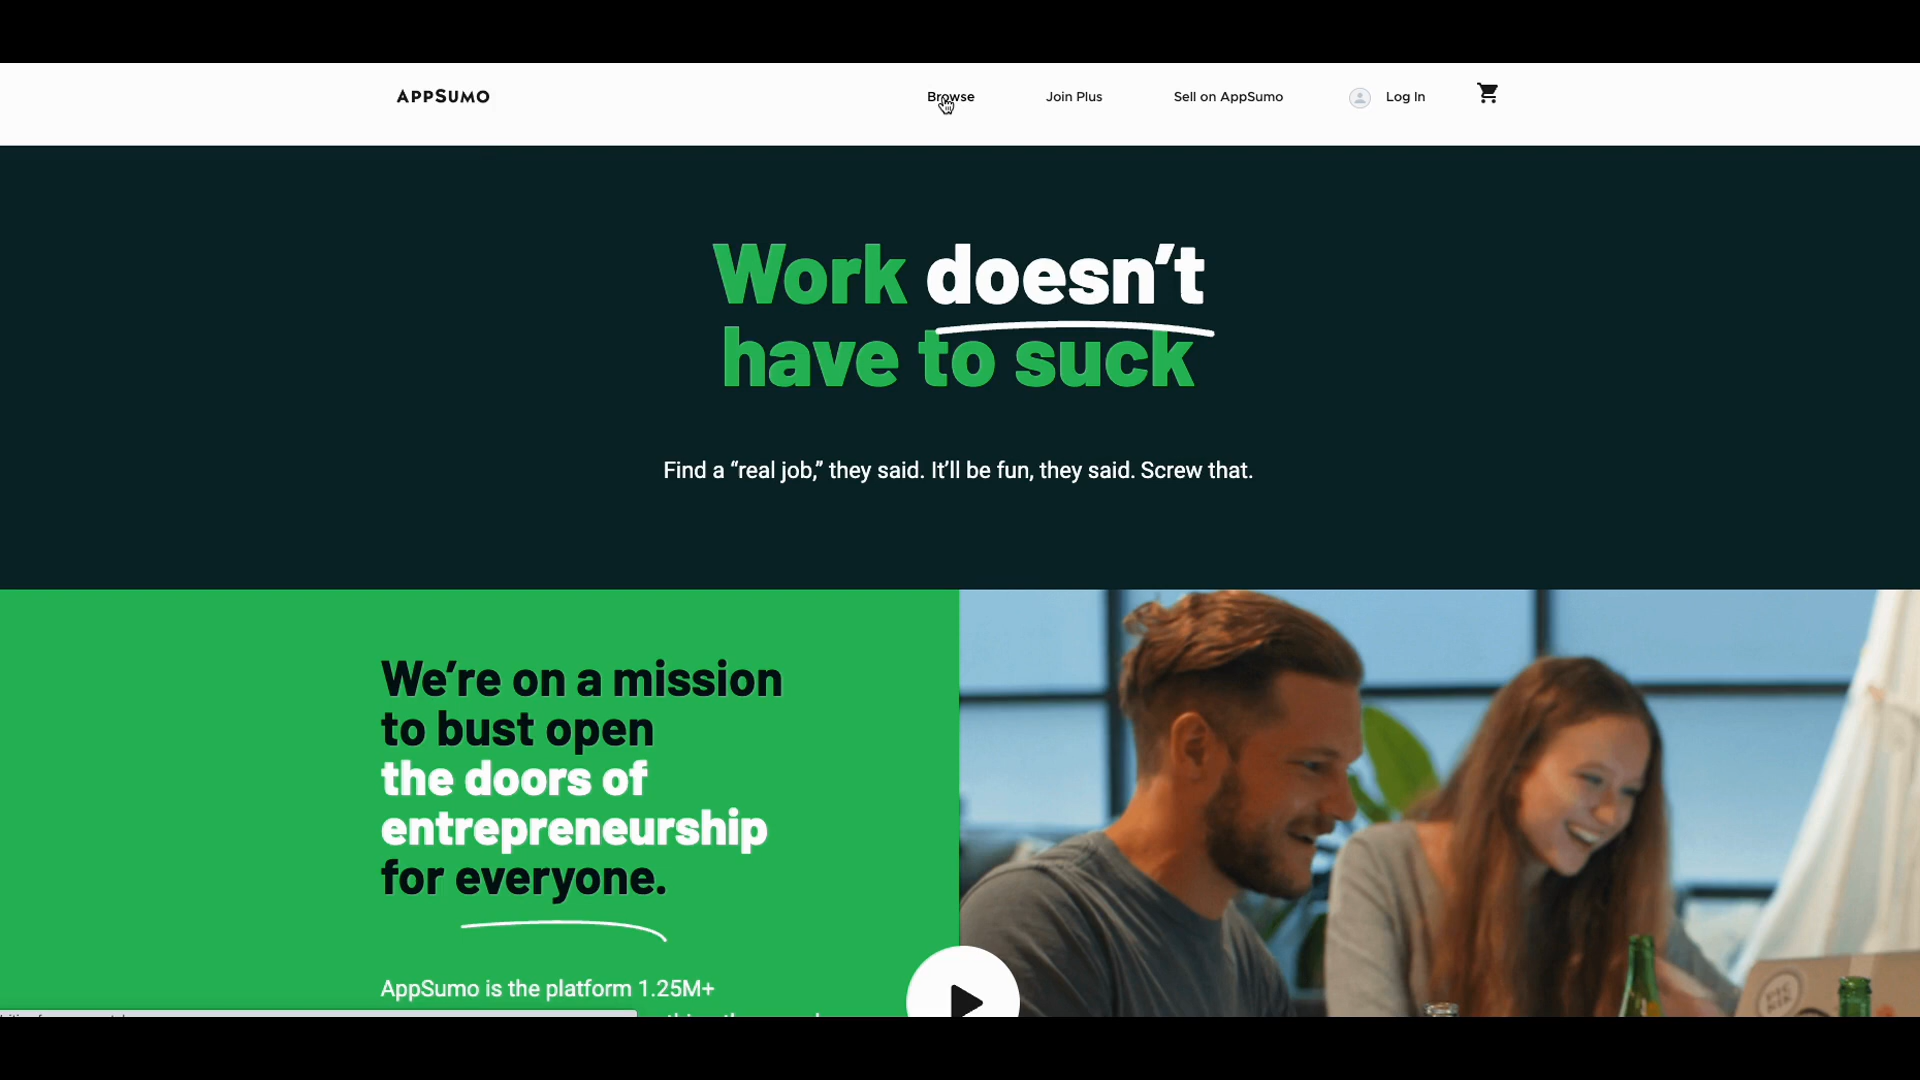 APPSUMO
Browse
Join Plus
Sell on AppSumo
Log In
Work doesn’t
have to suck
Find a “real job,” they said. It’ll be fun, they said. Screw that.
We’re on a mission
to bust open
the doors of
entrepreneurship
for everyone.
AppSumo is the platform 1.25M+